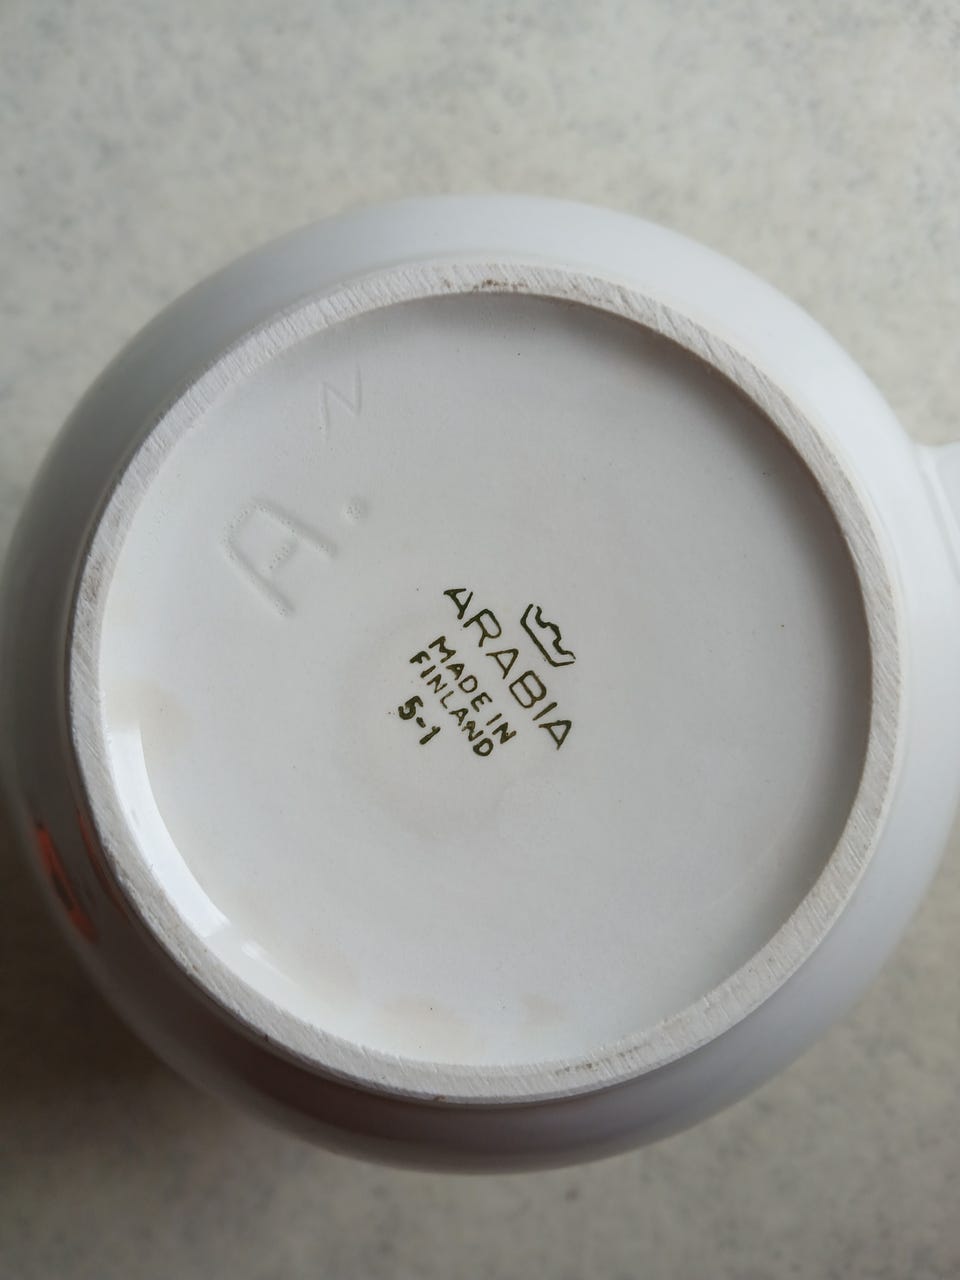 N
A.
ARABIA
MADE IN
FINLAND
5-1